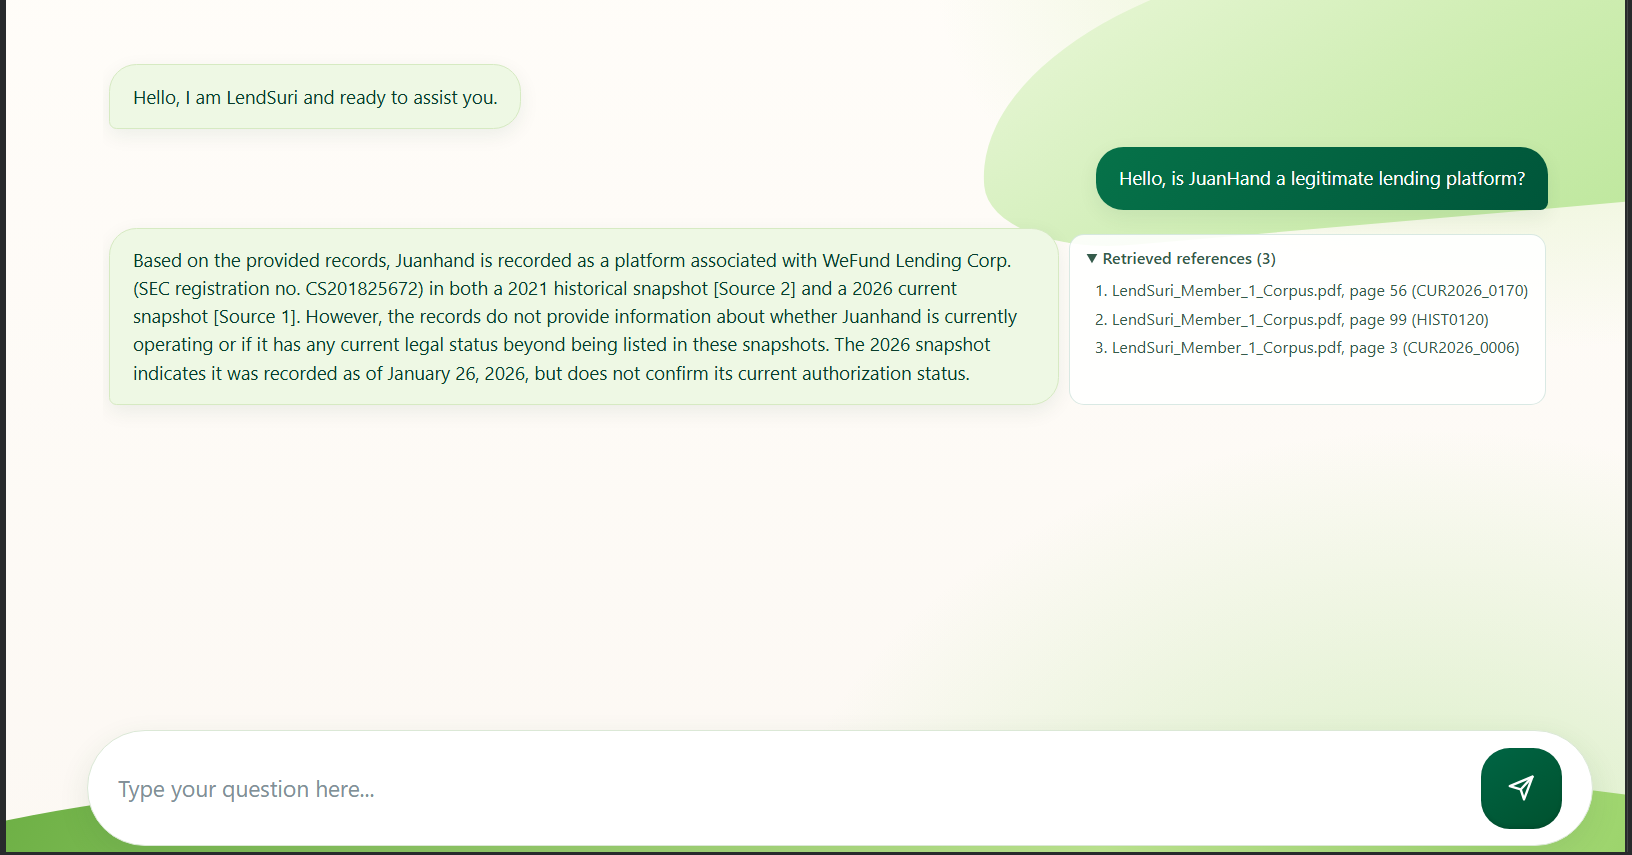 Hello, I am LendSuri and ready to assist you.
Hello, is JuanHand a legitimate lending platform?
Based on the provided records, Juanhand is recorded as a platform associated with WeFund Lending Corp.
(SEC registration no. CS201825672) in both a 2021 historical snapshot [Source 2] and a 2026 current
snapshot [Source 1]. However, the records do not provide information about whether Juanhand is currently
operating or if it has any current legal status beyond being listed in these snapshots. The 2026 snapshot
indicates it was recorded as of January 26, 2026, but does not confirm its current authorization status.
▼ Retrieved references (3)
1. LendSuri_Member_1_Corpus.pdf, page 56 (CUR2026_0170)
2. LendSuri_Member_1_Corpus.pdf, page 99 (HIST0120)
3. LendSuri_Member_1_Corpus.pdf, page 3 (CUR2026_0006)
Type your question here...